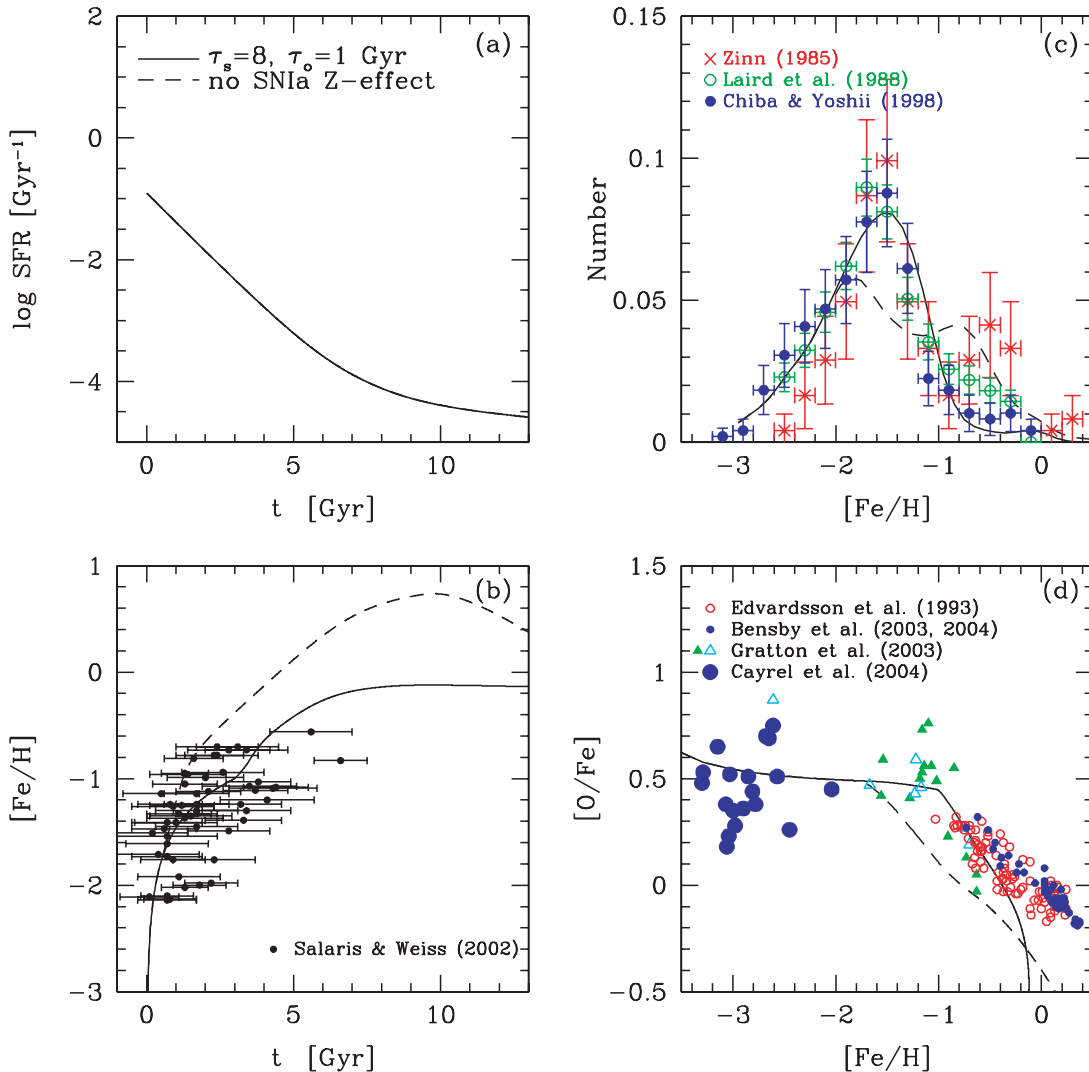 (a)
τs=8, τo=1 Gyr
no SNIa Z-effect
log SFR [Gyr⁻¹]
2
0
−2
−4
0 5 10
t [Gyr]
(c)
Zinn (1985)
Laird et al. (1988)
Chiba & Yoshii (1998)
Number
0.15
0.1
0.05
0
−3 −2 −1 0
[Fe/H]
(b)
[Fe/H]
1
0
−1
−2
−3
Salaris & Weiss (2002)
0 5 10
t [Gyr]
(d)
Edvardsson et al. (1993)
Bensby et al. (2003, 2004)
Gratton et al. (2003)
Cayrel et al. (2004)
[O/Fe]
1.5
1
0.5
0
−0.5
−3 −2 −1 0
[Fe/H]